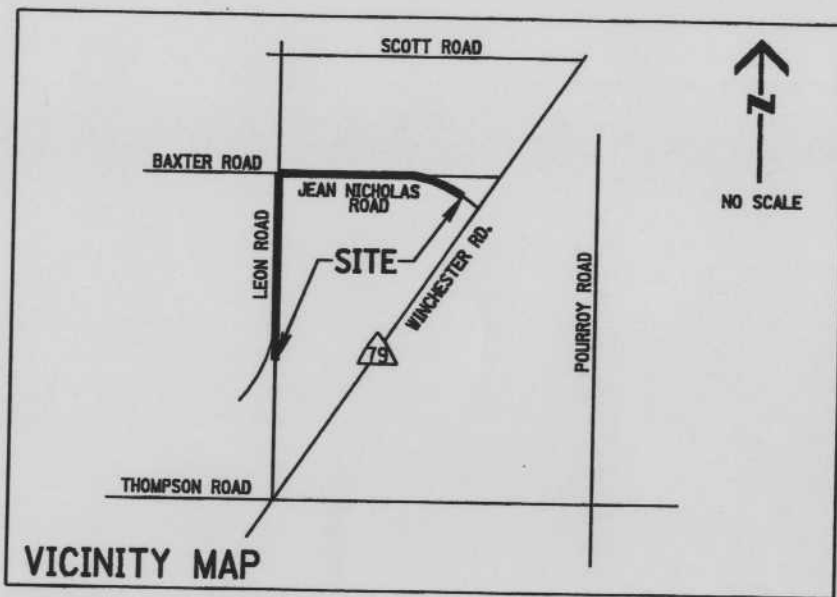 SCOTT ROAD
N
NO SCALE
BAXTER ROAD
JEAN NICHOLAS
ROAD
LEON ROAD
SITE
WINCHESTER RD.
POURROY ROAD
79
THOMPSON ROAD
VICINITY MAP